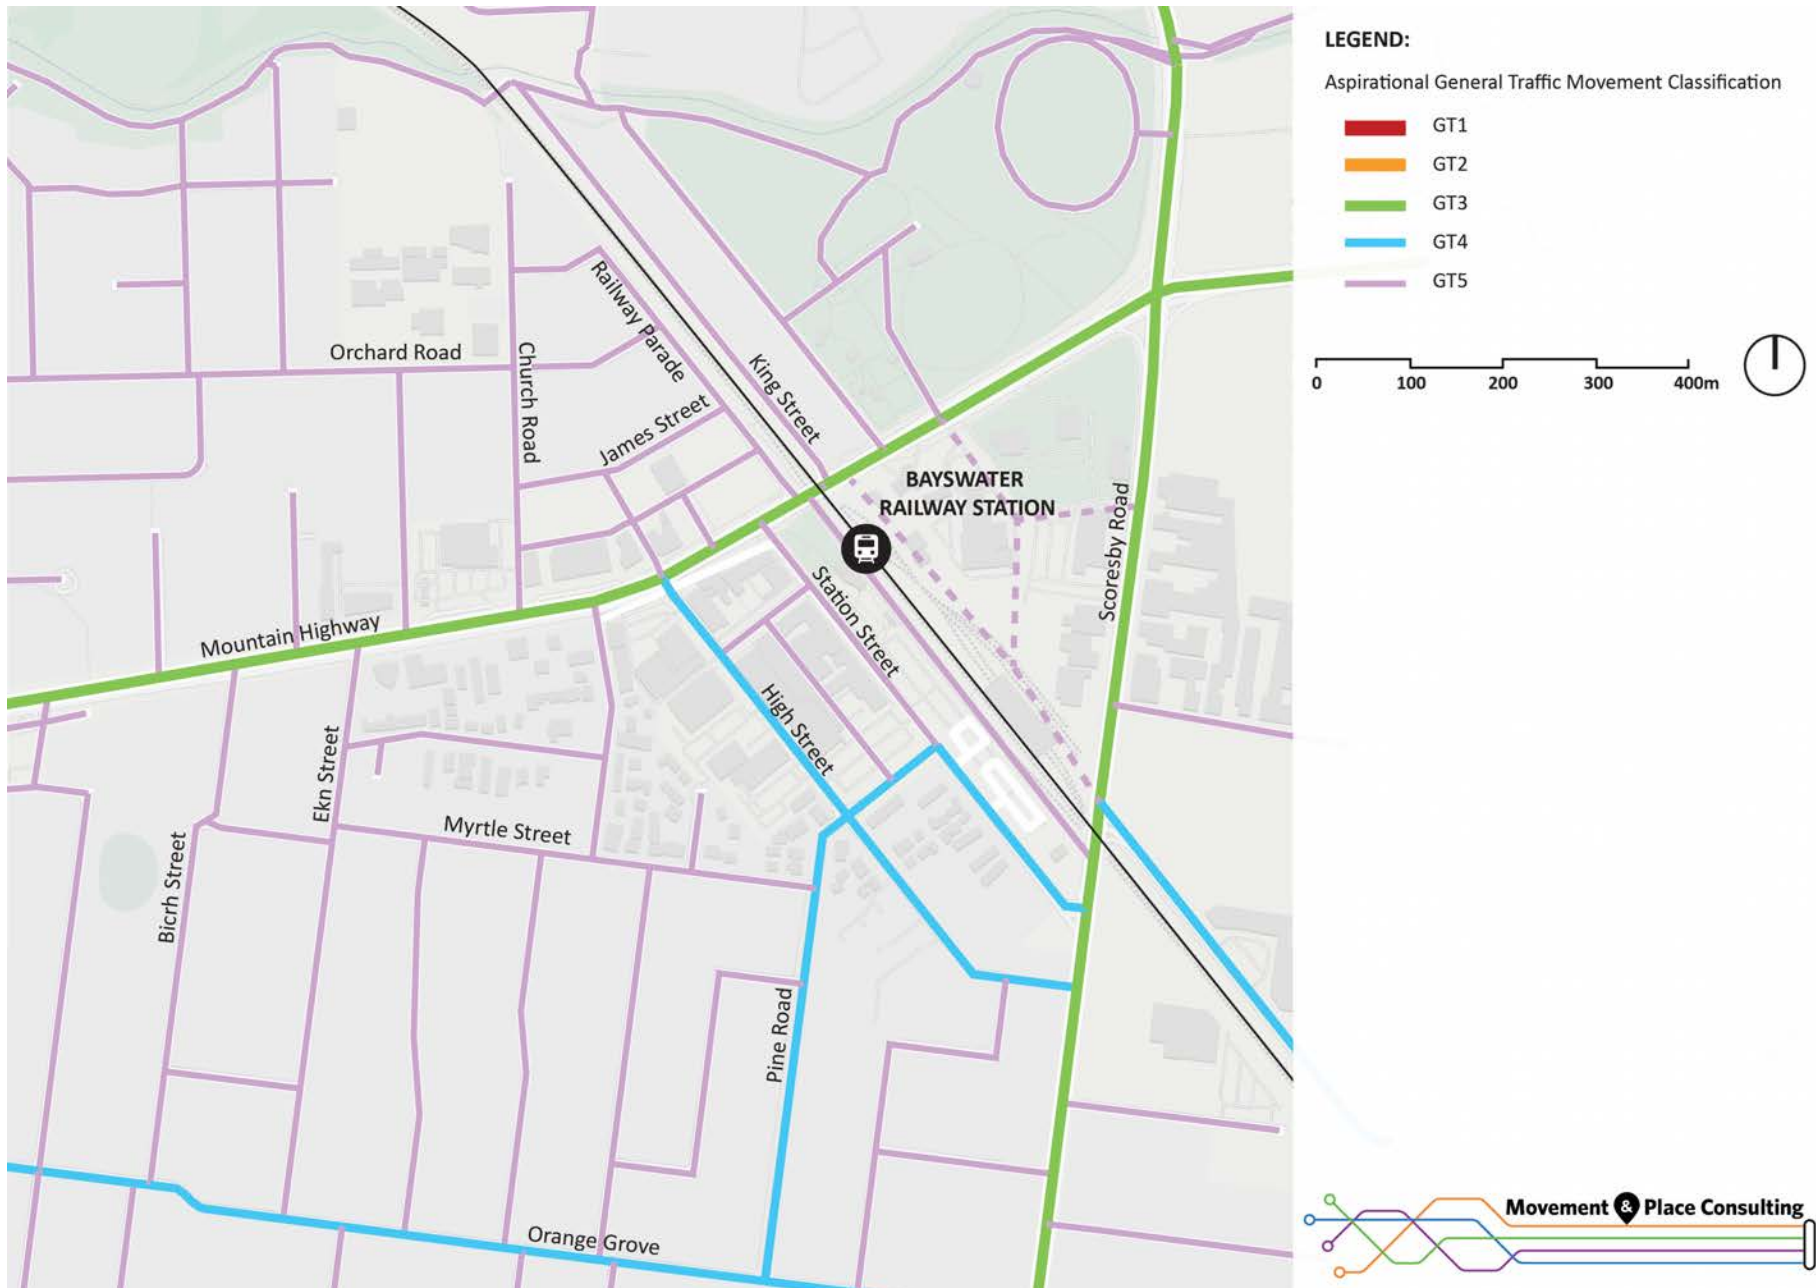 LEGEND:
Aspirational General Traffic Movement Classification
GT1
GT2
GT3
GT4
GT5
0 100 200 300 400m
Railway Parade
Orchard Road
Church Road
King Street
James Street
BAYSWATER
RAILWAY STATION
Scoresby Road
Station Street
Mountain Highway
High Street
Ekn Street
Myrtle Street
Bicrh Street
Pine Road
Orange Grove
Movement & Place Consulting